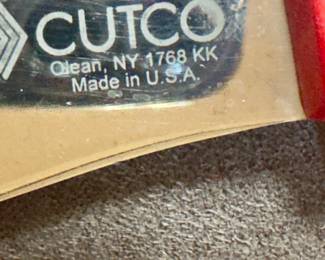 CUTCO
Olean, NY 1768 KK
Made in U.S.A.